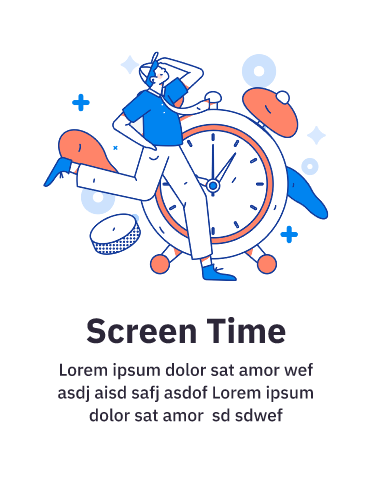 Screen Time
Lorem ipsum dolor sat amor wef
asdj aisd safj asdof Lorem ipsum
dolor sat amor  sd sdwef